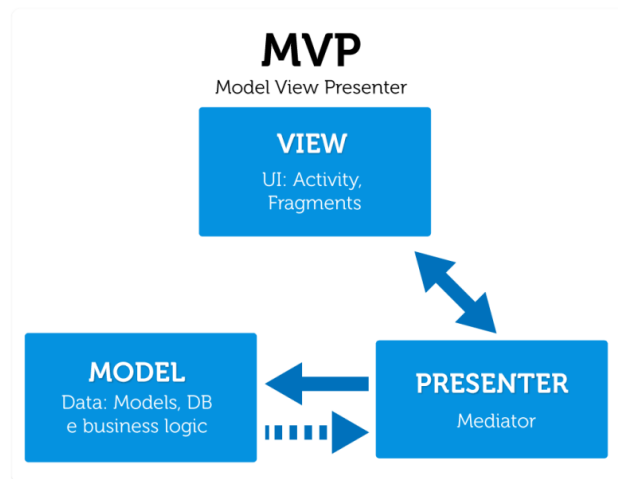 MVP
Model View Presenter
VIEW
UI: Activity,
Fragments
MODEL
Data: Models, DB
e business logic
PRESENTER
Mediator